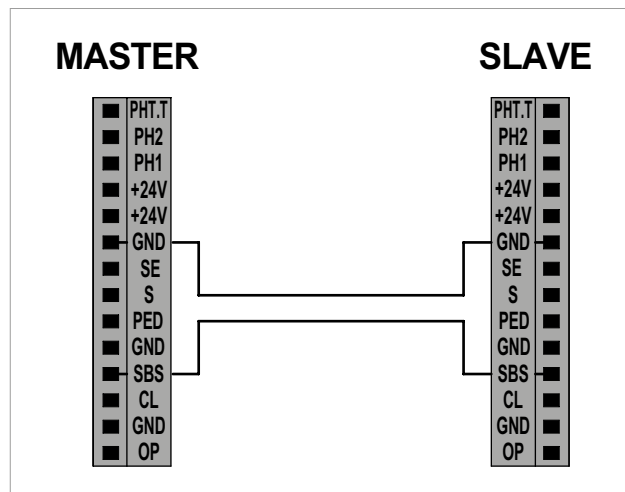 MASTER SLAVE
PHT.T PHT.T
PH2 PH2
PH1 PH1
+24V +24V
+24V +24V
GND GND
SE SE
S S
PED PED
GND GND
SBS SBS
CL CL
GND GND
OP OP